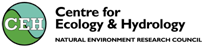 CEH
Centre for
Ecology & Hydrology
NATURAL ENVIRONMENT RESEARCH COUNCIL